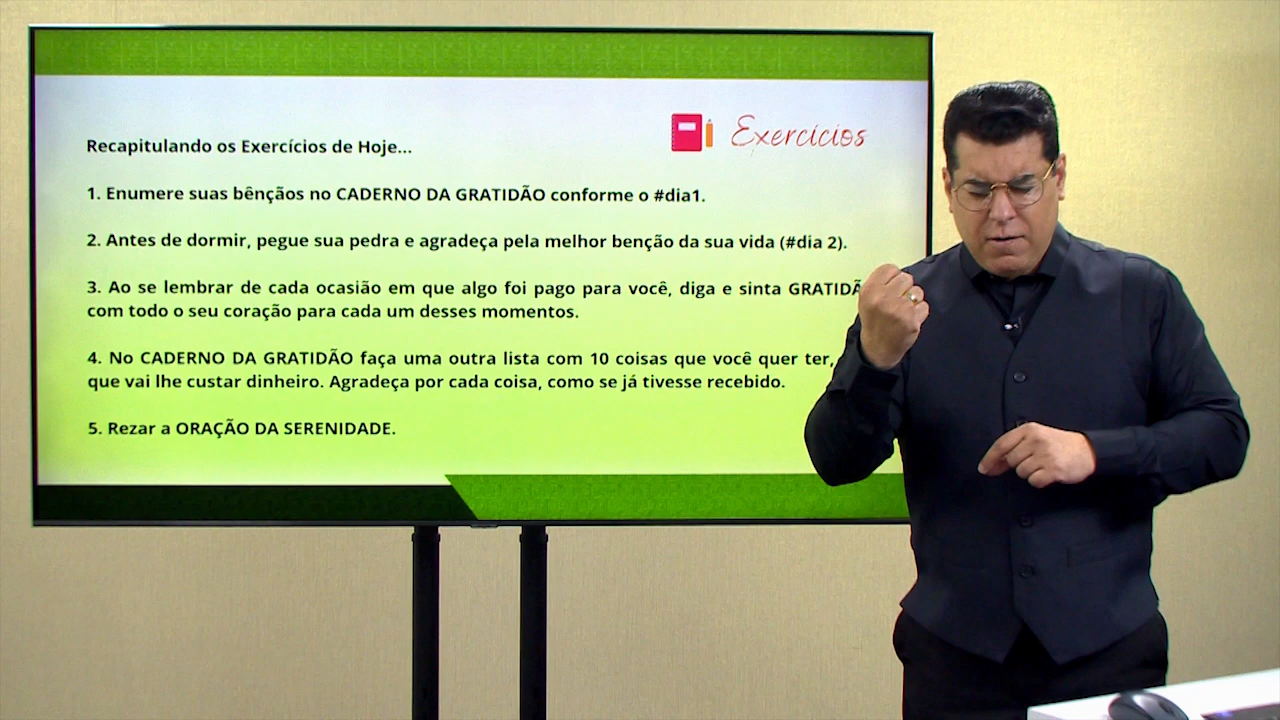 Exercícios
Recapitulando os Exercícios de Hoje...
1. Enumere suas bênçãos no CADERNO DA GRATIDÃO conforme o #dia1.
2. Antes de dormir, pegue sua pedra e agradeça pela melhor benção da sua vida (#dia 2).
3. Ao se lembrar de cada ocasião em que algo foi pago para você, diga e sinta
com todo o seu coração para cada um desses momentos.
4. No CADERNO DA GRATIDÃO faça uma outra lista com 10 coisas que você quer ter,
que vai lhe custar dinheiro. Agradeça por cada coisa, como se já tivesse recebido.
5. Rezar a ORAÇÃO DA SERENIDADE.